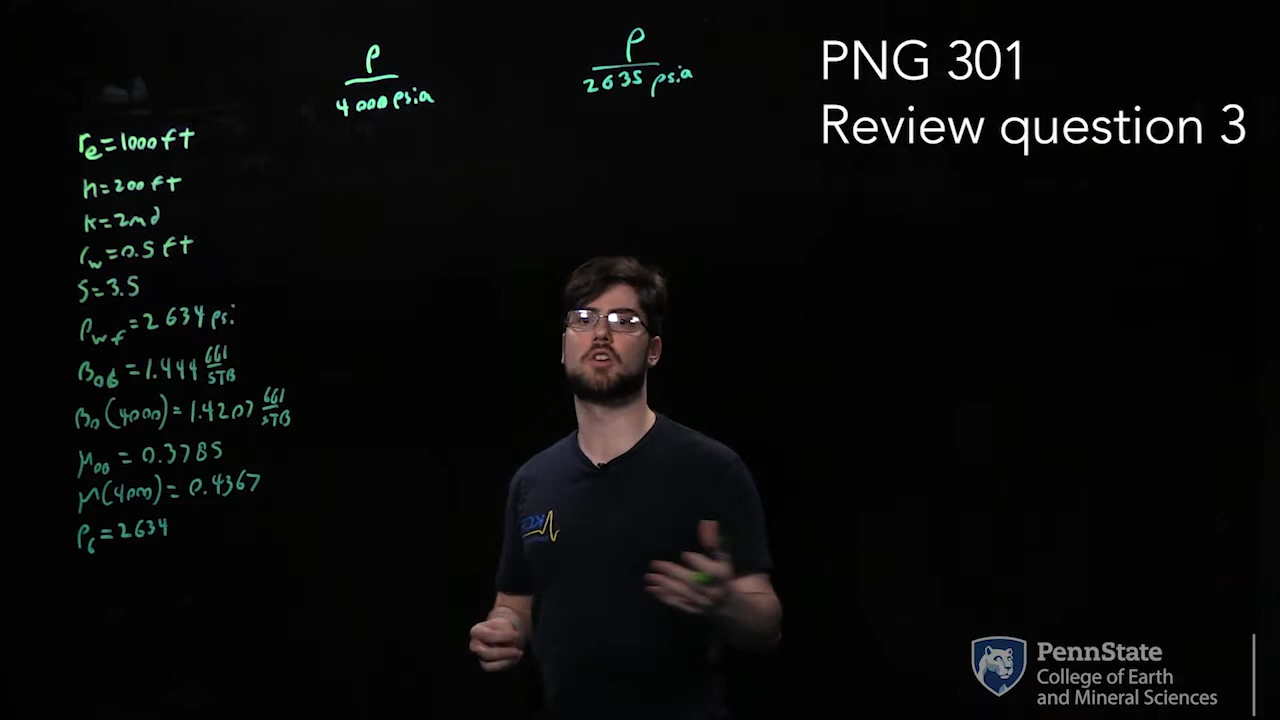 PNG 301
Review question 3
P
4000 psia
P
2635 psia
re = 1000 ft
h = 200 ft
k = 2md
rw = 0.5 ft
S = 3.5
Pwf = 2634 psi
Bob = 1.444 bbl/STB
Bo(4000) = 1.4207 bbl/STB
μob = 0.3785
μ(4000) = 0.4367
Pb = 2634
PennState
College of Earth
and Mineral Sciences